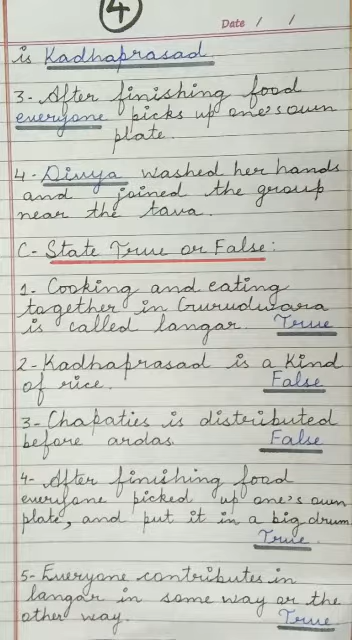 4
Date / /
is Kadhaprasad
3- After finishing food
everyone picks up one's own
plate.
4- Divya washed her hands
and joined the group
near the tava.
C- State True or False:
1- Cooking and eating
together in Gurudwara
is called langar. True
2- Kadhaprasad is a kind
of rice. False
3- Chapaties is distributed
before ardas. False
4- After finishing food
everyone picked up one's own
plate, and put it in a big drum
True.
5- Everyone contributes in
langar in some way or the
other way. True